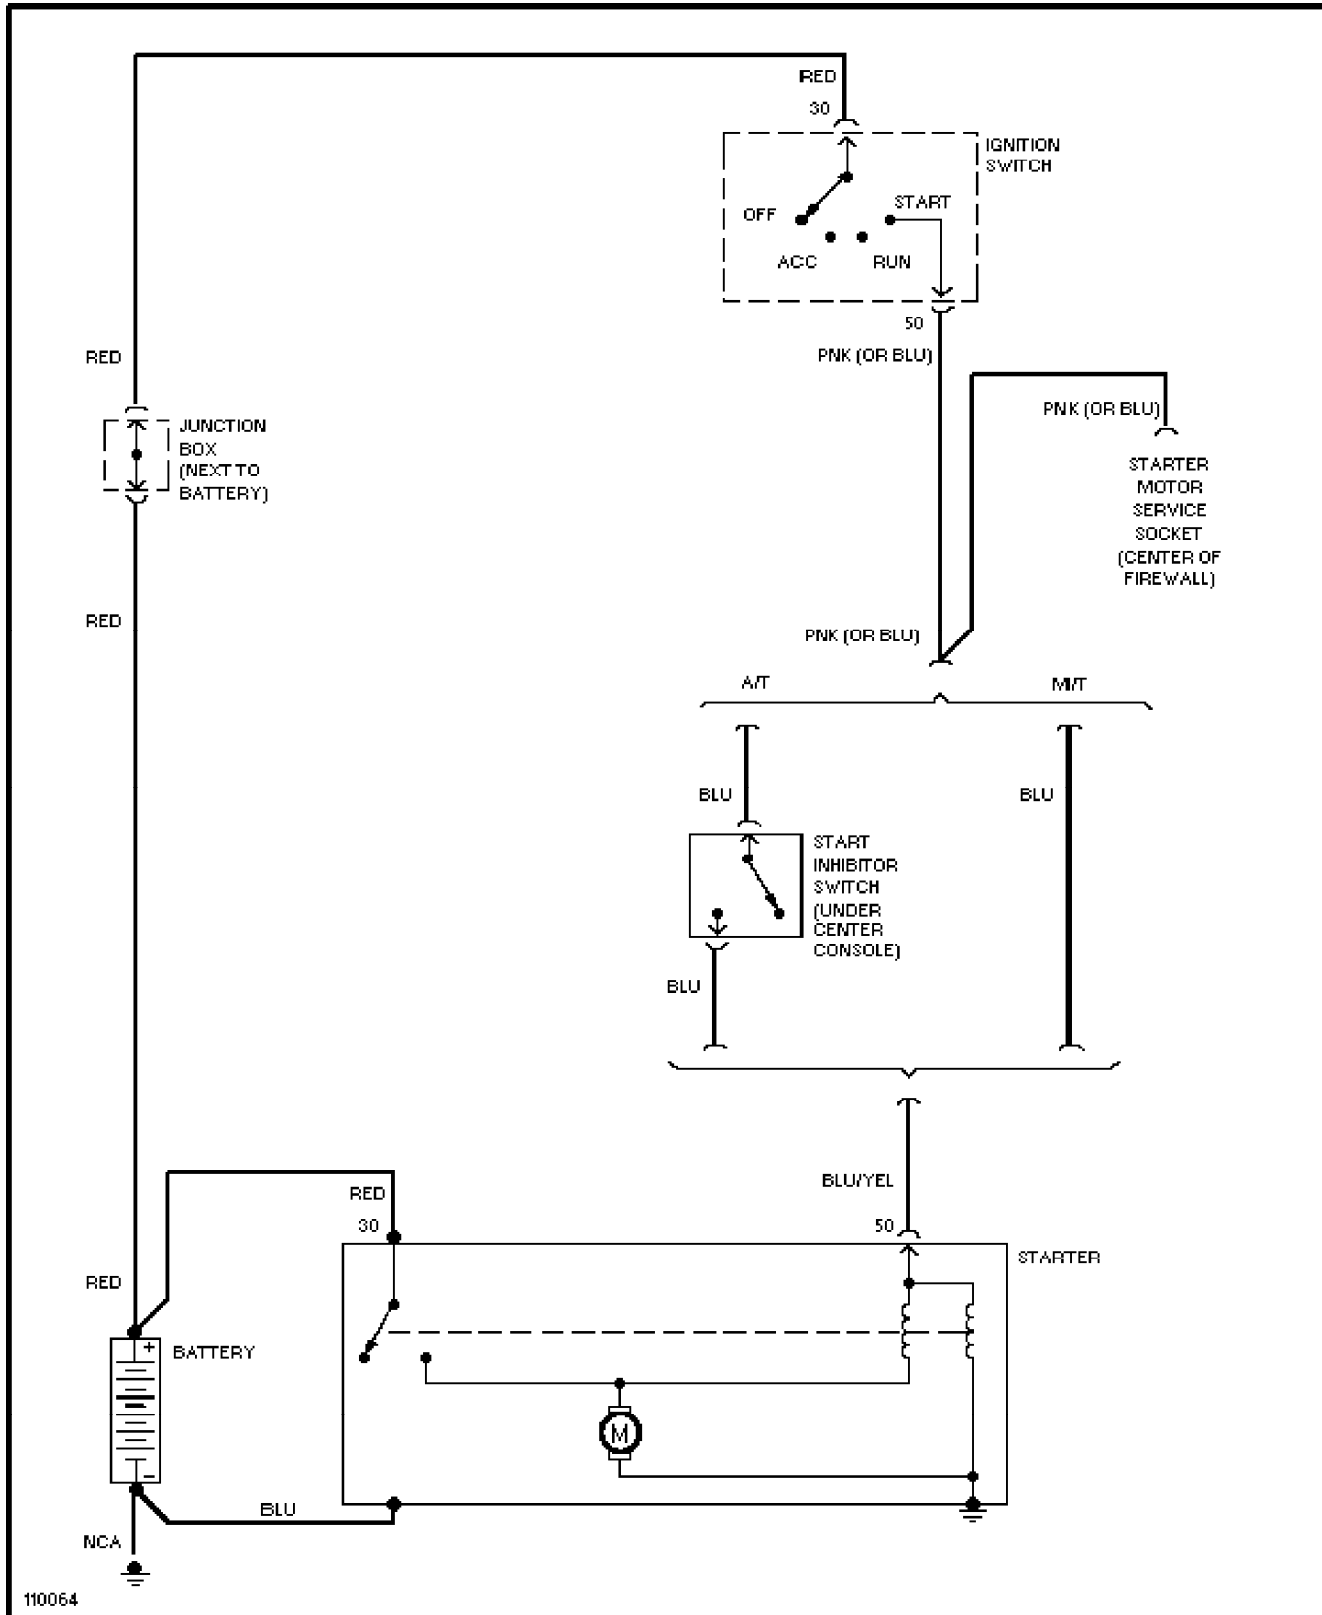 RED
30
IGNITION
SWITCH
OFF
START
ACC
RUN
50
PNK (OR BLU)
RED
JUNCTION
BOX
(NEXT TO
BATTERY)
PNK (OR BLU)
STARTER
MOTOR
SERVICE
SOCKET
(CENTER OF
FIREWALL)
RED
PNK (OR BLU)
A/T
M/T
BLU
BLU
START
INHIBITOR
SWITCH
(UNDER
CENTER
CONSOLE)
BLU
BLU/YEL
RED
30
50
STARTER
RED
+
BATTERY
M
–
BLU
NCA
110064